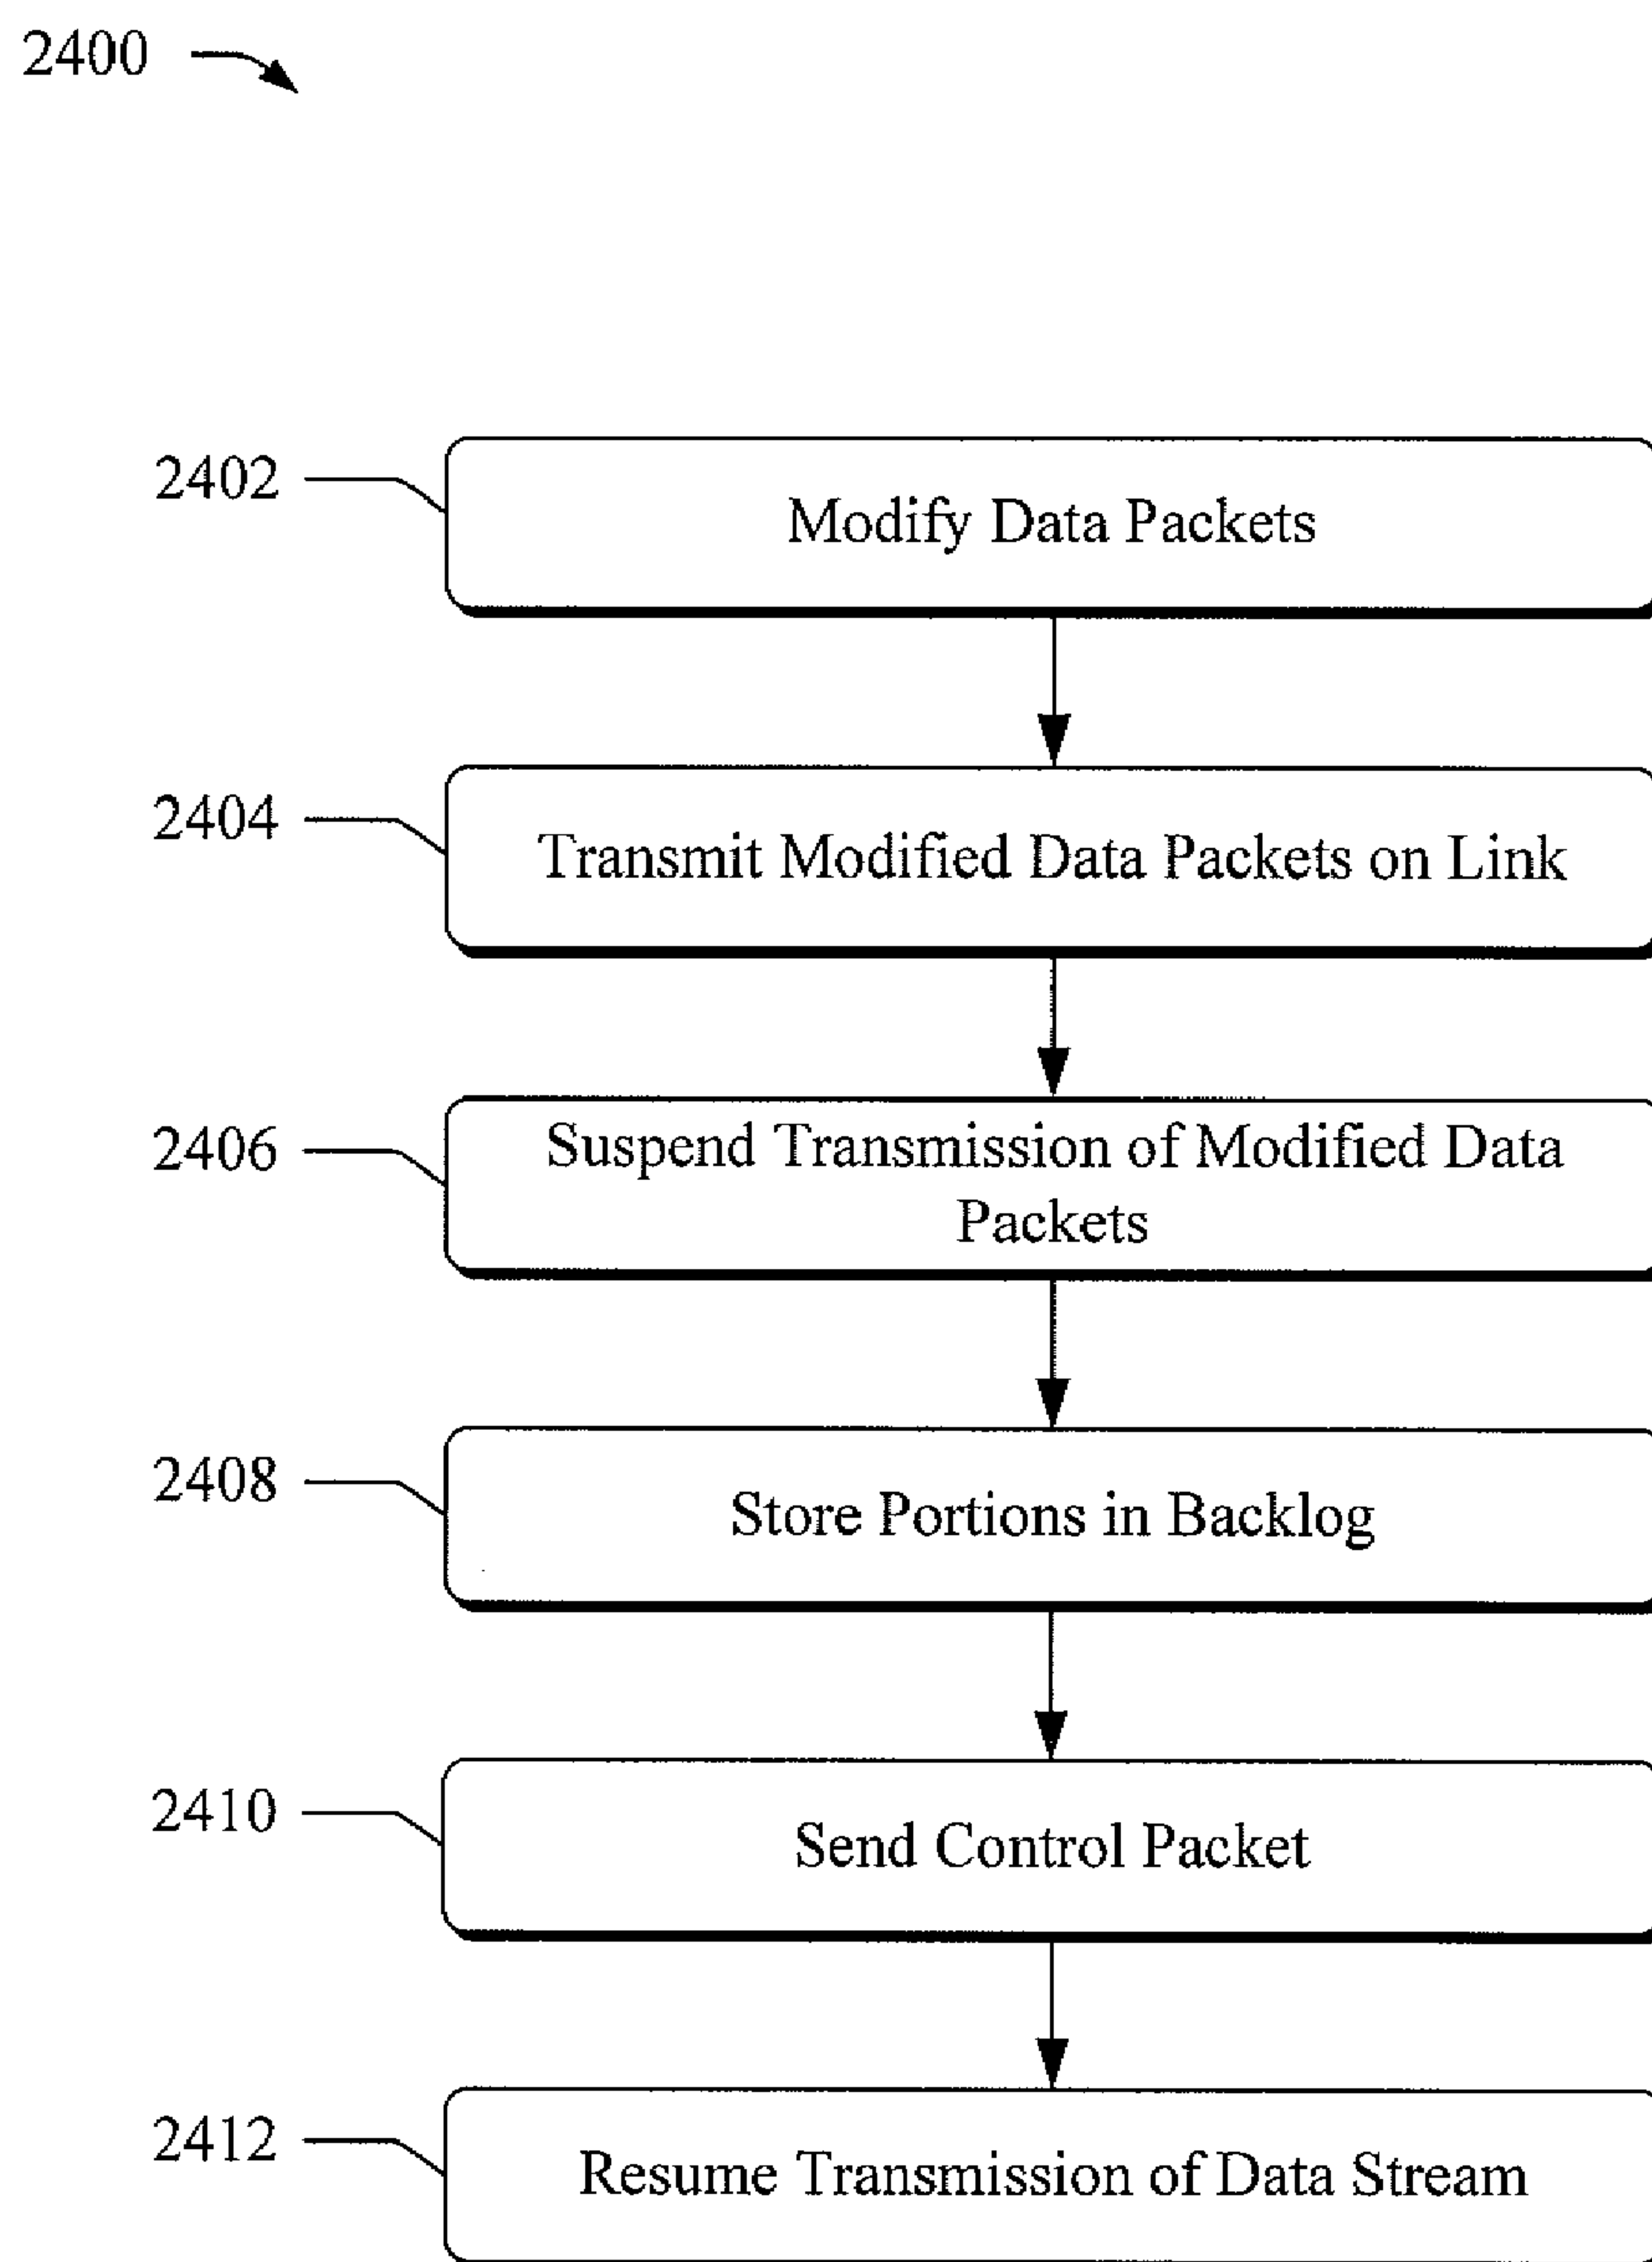 2400
2402
Modify Data Packets
2404
Transmit Modified Data Packets on Link
2406
Suspend Transmission of Modified Data
Packets
2408
Store Portions in Backlog
2410
Send Control Packet
2412
Resume Transmission of Data Stream